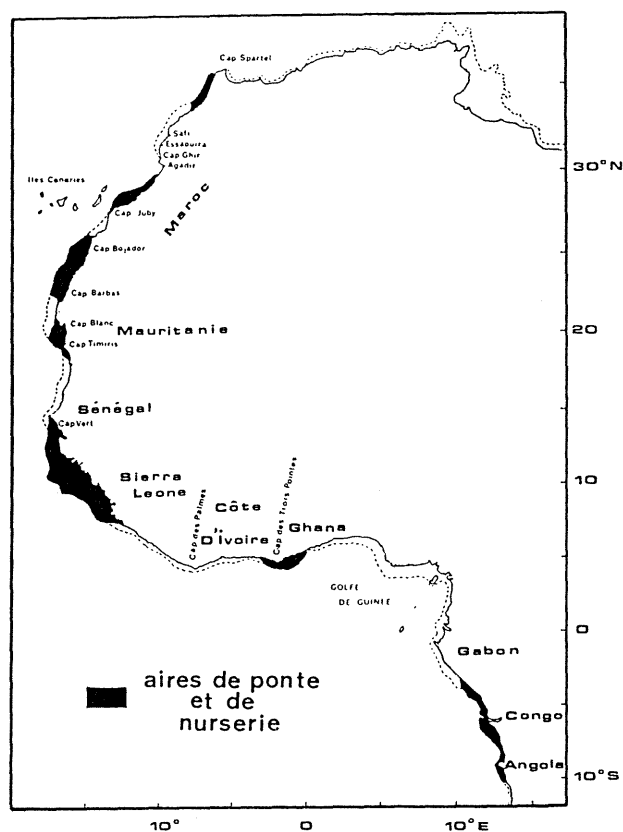 Cap Spartel
Safi
Essaouira
Cap Ghir
Agadir
30°N
Iles Canaries
Maroc
Cap Juby
Cap Bojador
Cap Barbas
Cap Blanc
Mauritanie
20
Cap Timiris
Sénégal
Cap Vert
Sierra
Leone
10
Cap des Palmes
Côte
D'Ivoire
Cap des Trois Pointes
Ghana
GOLFE
DE GUINEE
0
Gabon
aires de ponte
et de
nurserie
Congo
Angola
10°S
10°
0
10°E